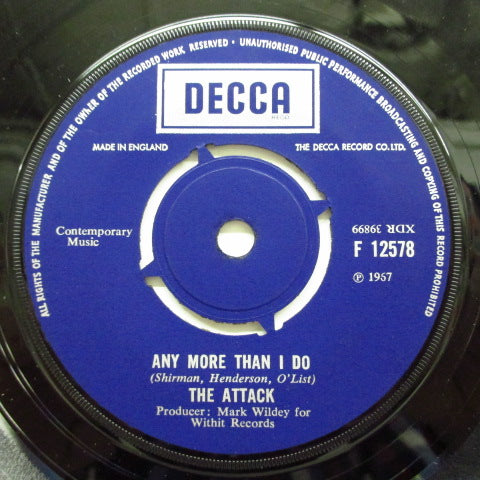 ALL RIGHTS OF THE MANUFACTURER AND OF THE OWNER OF THE RECORDED WORK RESERVED · UNAUTHORISED PUBLIC PERFORMANCE BROADCASTING AND COPYING OF THIS RECORD PROHIBITED
DECCA
MADE IN ENGLAND
THE DECCA RECORD CO. LTD.
Contemporary
Music
XDR 39899
F 12578
℗ 1967
ANY MORE THAN I DO
(Shirman, Henderson, O'List)
THE ATTACK
Producer: Mark Wildey for
Withit Records